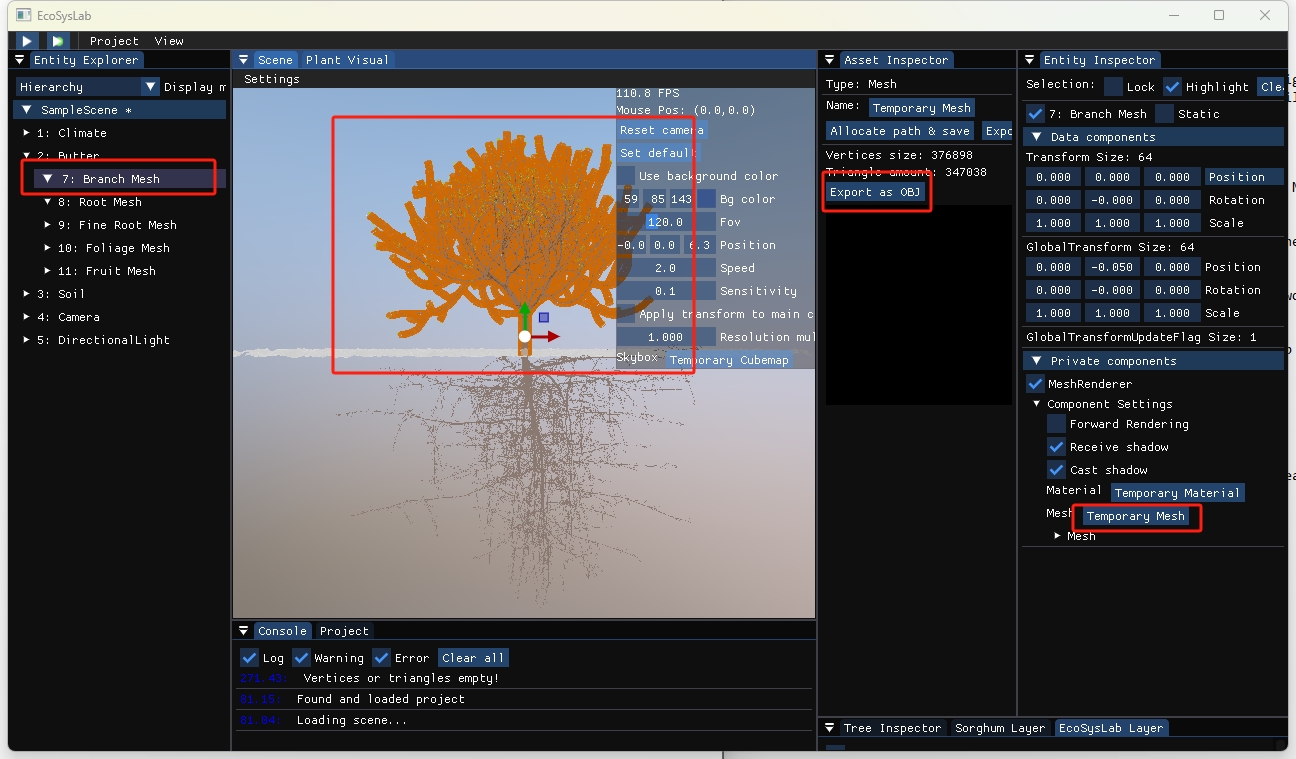 EcoSysLab
Project View
Entity Explorer
Hierarchy Display m
SampleScene *
1: Climate
2: Butter
7: Branch Mesh
8: Root Mesh
9: Fine Root Mesh
10: Foliage Mesh
11: Fruit Mesh
3: Soil
4: Camera
5: DirectionalLight
Scene Plant Visual
Settings
110.8 FPS
Mouse Pos: (0.0,0.0)
Reset camera
Set default
Use background color
59 85 143 Bg color
120.0 Fov
-0.0 0.0 6.3 Position
2.0 Speed
0.1 Sensitivity
Apply transform to main c
1.000 Resolution mul
Skybox Temporary Cubemap
Console Project
Log Warning Error Clear all
271.43: Vertices or triangles empty!
81.15: Found and loaded project
81.04: Loading scene...
Asset Inspector
Type: Mesh
Name: Temporary Mesh
Allocate path & save Expo
Vertices size: 376898
Triangle amount: 347038
Export as OBJ
Entity Inspector
Selection: Lock Highlight Clea
7: Branch Mesh Static
Data components
Transform Size: 64
0.000 0.000 0.000 Position
0.000 -0.000 0.000 Rotation
1.000 1.000 1.000 Scale
GlobalTransform Size: 64
0.000 -0.050 0.000 Position
0.000 -0.000 0.000 Rotation
1.000 1.000 1.000 Scale
GlobalTransformUpdateFlag Size: 1
Private components
MeshRenderer
Component Settings
Forward Rendering
Receive shadow
Cast shadow
Material Temporary Material
Mesh Temporary Mesh
Mesh
Tree Inspector Sorghum Layer EcoSysLab Layer